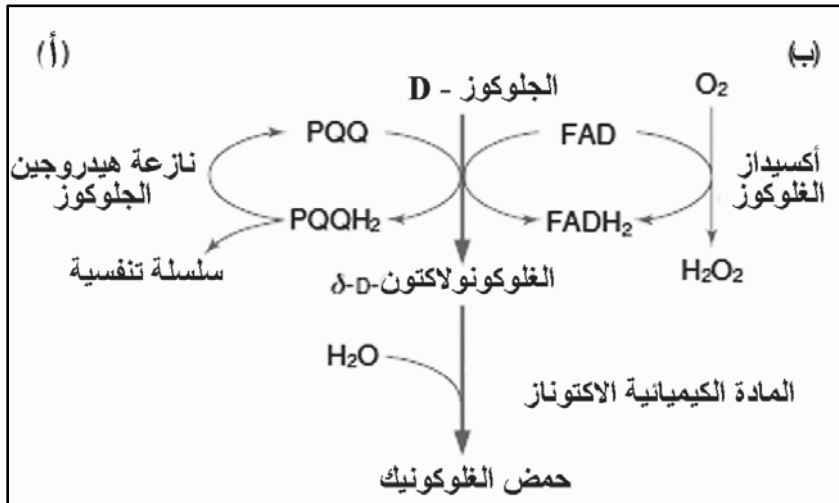 (أ)
(ب)
الجلوكوز - D
O₂
PQQ
FAD
نازعة هيدروجين
الجلوكوز
أكسيداز
الغلوكوز
PQQH₂
FADH₂
سلسلة تنفسية
الغلوكونولاكتون-δ-D
H₂O₂
H₂O
المادة الكيميائية الاكتوناز
حمض الغلوكونيك